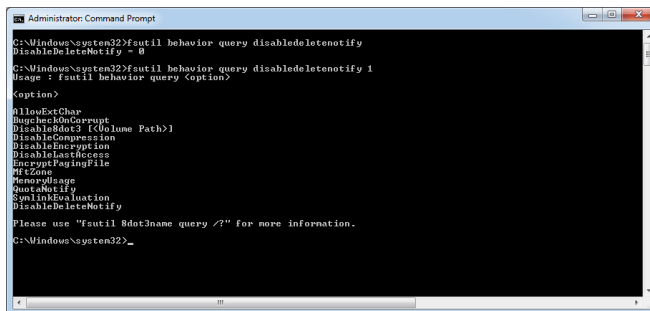 Administrator: Command Prompt
C:\Windows\system32>fsutil behavior query disabledeletenotify
DisableDeleteNotify = 0
C:\Windows\system32>fsutil behavior query disabledeletenotify 1
Usage : fsutil behavior query <option>
<option>
AllowExtChar
BugcheckOnCorrupt
Disable8dot3 [<Volume Path>]
DisableCompression
DisableEncryption
DisableLastAccess
EncryptPagingFile
MftZone
MemoryUsage
QuotaNotify
SymlinkEvaluation
DisableDeleteNotify
Please use "fsutil 8dot3name query /?" for more information.
C:\Windows\system32>_